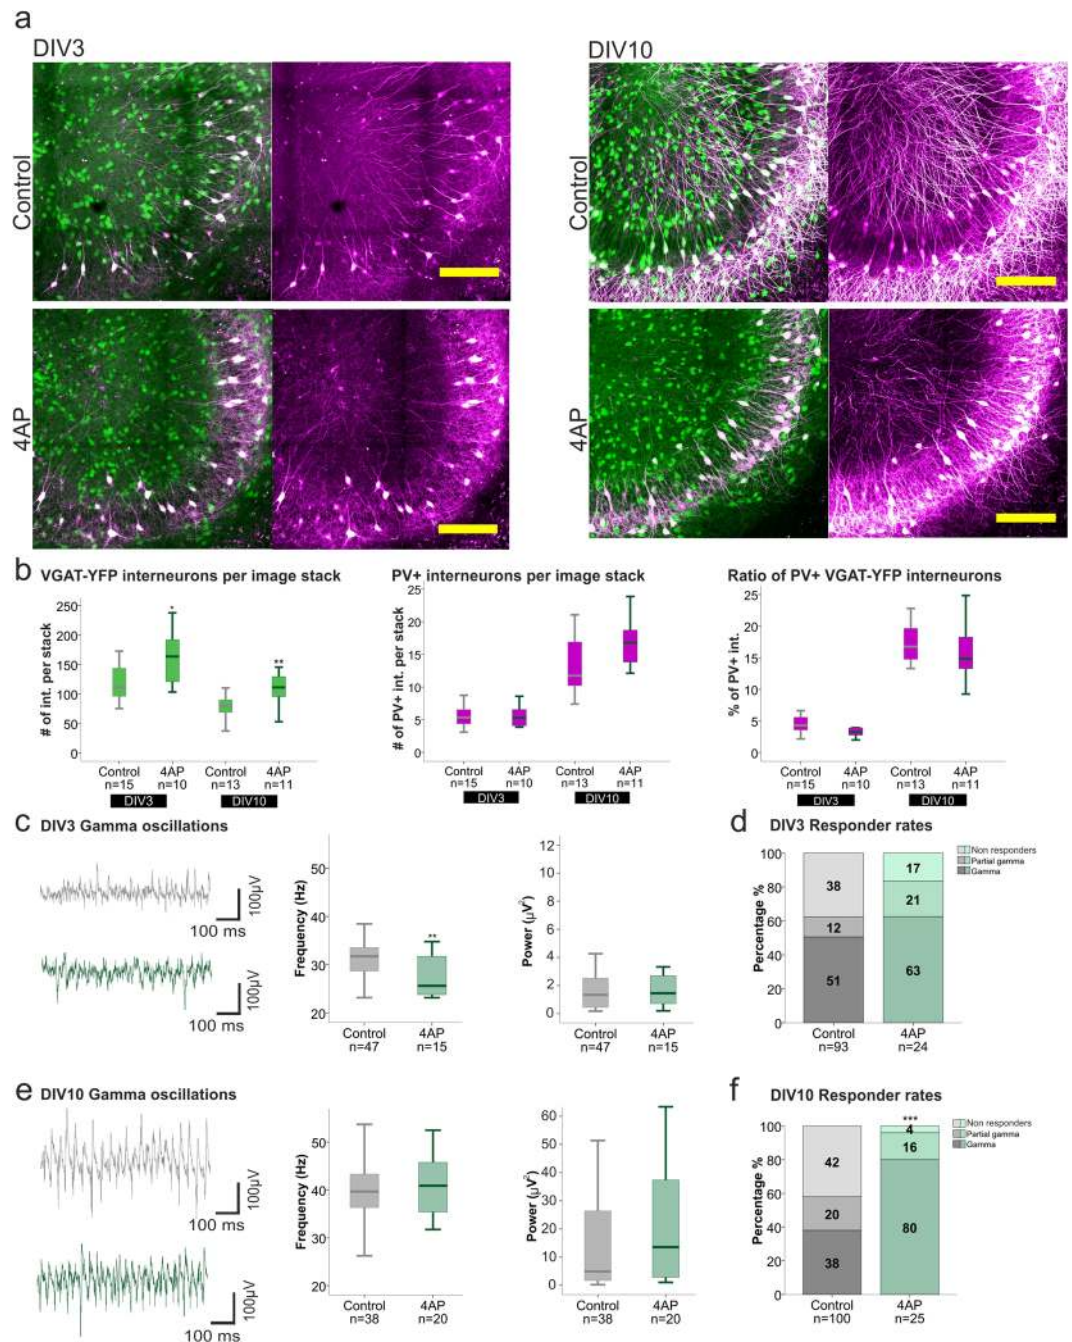 a
DIV3
DIV10
Control
Control
4AP
4AP
b VGAT-YFP interneurons per image stack
PV+ interneurons per image stack
Ratio of PV+ VGAT-YFP interneurons
# of int. per stack
250
200
150
100
50
0
*
**
Control
n=15
4AP
n=10
Control
n=13
4AP
n=11
DIV3
DIV10
# of PV+ int. per stack
25
20
15
10
5
0
Control
n=15
4AP
n=10
Control
n=13
4AP
n=11
DIV3
DIV10
% of PV+ int.
25
20
15
10
5
0
Control
n=15
4AP
n=10
Control
n=13
4AP
n=11
DIV3
DIV10
c DIV3 Gamma oscillations
100µV
100 ms
100µV
100 ms
Frequency (Hz)
50
40
30
20
**
Control
n=47
4AP
n=15
Power (µV²)
12
10
8
6
4
2
0
Control
n=47
4AP
n=15
d DIV3 Responder rates
Percentage %
100
80
60
40
20
0
38
12
51
17
21
63
Control
n=93
4AP
n=24
Non responders
Partial gamma
Gamma
e DIV10 Gamma oscillations
100µV
100 ms
100µV
100 ms
Frequency (Hz)
50
40
30
20
Control
n=38
4AP
n=20
Power (µV²)
60
50
40
30
20
10
0
Control
n=38
4AP
n=20
f DIV10 Responder rates
Percentage %
100
80
60
40
20
0
42
20
38
***
4
16
80
Control
n=100
4AP
n=25
Non responders
Partial gamma
Gamma